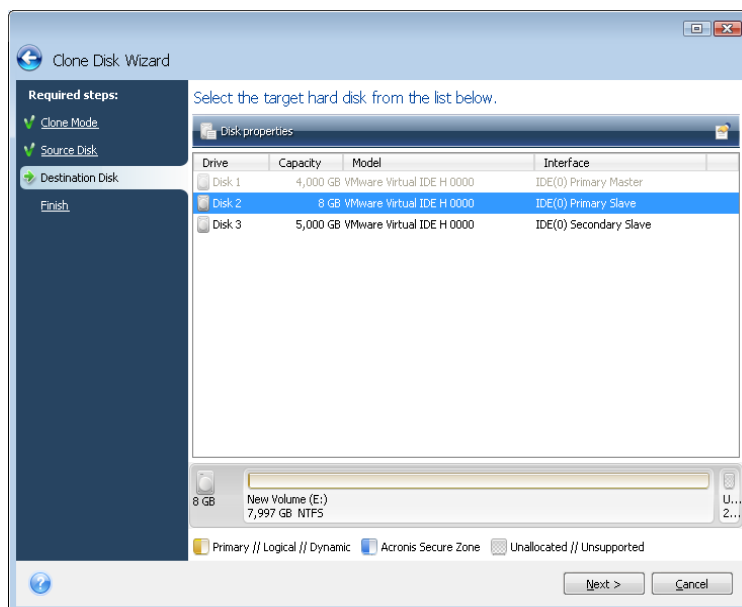 Clone Disk Wizard
Required steps:
Clone Mode
Source Disk
Destination Disk
Finish
Select the target hard disk from the list below.
Disk properties
Drive Capacity Model Interface
Disk 1 4,000 GB VMware Virtual IDE H 0000 IDE(0) Primary Master
Disk 2 8 GB VMware Virtual IDE H 0000 IDE(0) Primary Slave
Disk 3 5,000 GB VMware Virtual IDE H 0000 IDE(0) Secondary Slave
8 GB
New Volume (E:)
7,997 GB NTFS
U...
2...
Primary // Logical // Dynamic Acronis Secure Zone Unallocated // Unsupported
?
Next > Cancel